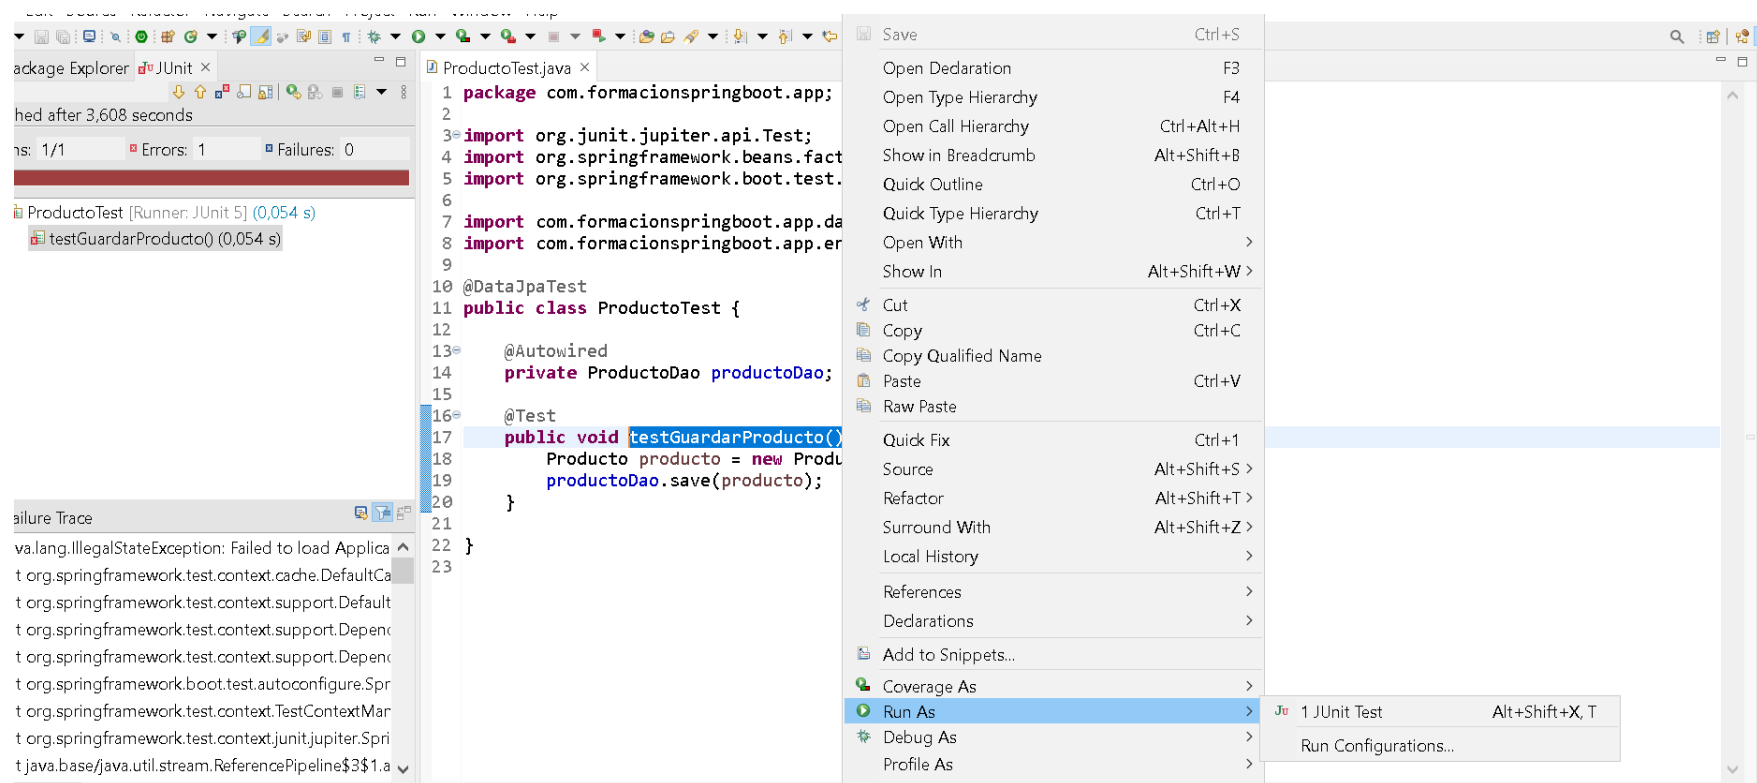 ackage Explorer
JUnit
hed after 3,608 seconds
ns: 1/1
Errors: 1
Failures: 0
ProductoTest [Runner: JUnit 5] (0,054 s)
testGuardarProducto() (0,054 s)
ailure Trace
va.lang.IllegalStateException: Failed to load Applica
t org.springframework.test.context.cache.DefaultCa
t org.springframework.test.context.support.Default
t org.springframework.test.context.support.Depend
t org.springframework.test.context.support.Depend
t org.springframework.boot.test.autoconfigure.Spr
t org.springframework.test.context.TestContextMar
t org.springframework.test.context.junit.jupiter.Spri
t java.base/java.util.stream.ReferencePipeline$3$1.a
ProductoTest.java
1 package com.formacionspringboot.app;
2
3 import org.junit.jupiter.api.Test;
4 import org.springframework.beans.fact
5 import org.springframework.boot.test.
6
7 import com.formacionspringboot.app.da
8 import com.formacionspringboot.app.er
9
10 @DataJpaTest
11 public class ProductoTest {
12
13 @Autowired
14 private ProductoDao productoDao;
15
16 @Test
17 public void testGuardarProducto()
18 Producto producto = new Produ
19 productoDao.save(producto);
20 }
21
22 }
23
Save Ctrl+S
Open Declaration F3
Open Type Hierarchy F4
Open Call Hierarchy Ctrl+Alt+H
Show in Breadcrumb Alt+Shift+B
Quick Outline Ctrl+O
Quick Type Hierarchy Ctrl+T
Open With >
Show In Alt+Shift+W >
Cut Ctrl+X
Copy Ctrl+C
Copy Qualified Name
Paste Ctrl+V
Raw Paste
Quick Fix Ctrl+1
Source Alt+Shift+S >
Refactor Alt+Shift+T >
Surround With Alt+Shift+Z >
Local History >
References >
Declarations >
Add to Snippets...
Coverage As >
Run As >
Debug As >
Profile As >
1 JUnit Test Alt+Shift+X, T
Run Configurations...